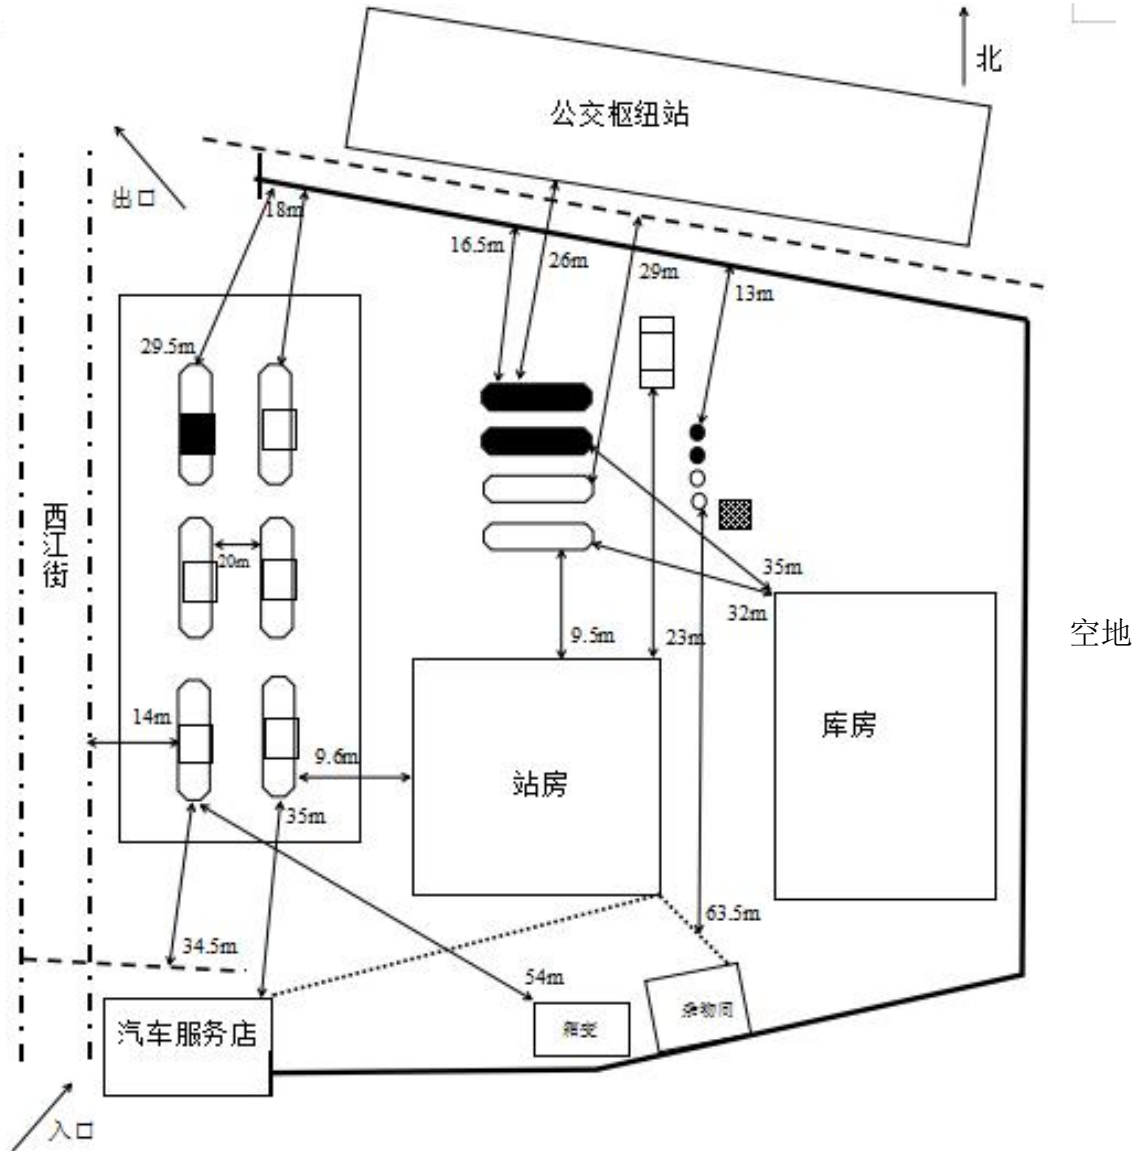 北
公交枢纽站
出口
18m
16.5m
26m
29m
13m
29.5m
西江街
20m
35m
32m
9.5m
23m
空地
14m
9.6m
库房
站房
35m
63.5m
34.5m
54m
汽车服务店
箱变
杂物间
入口